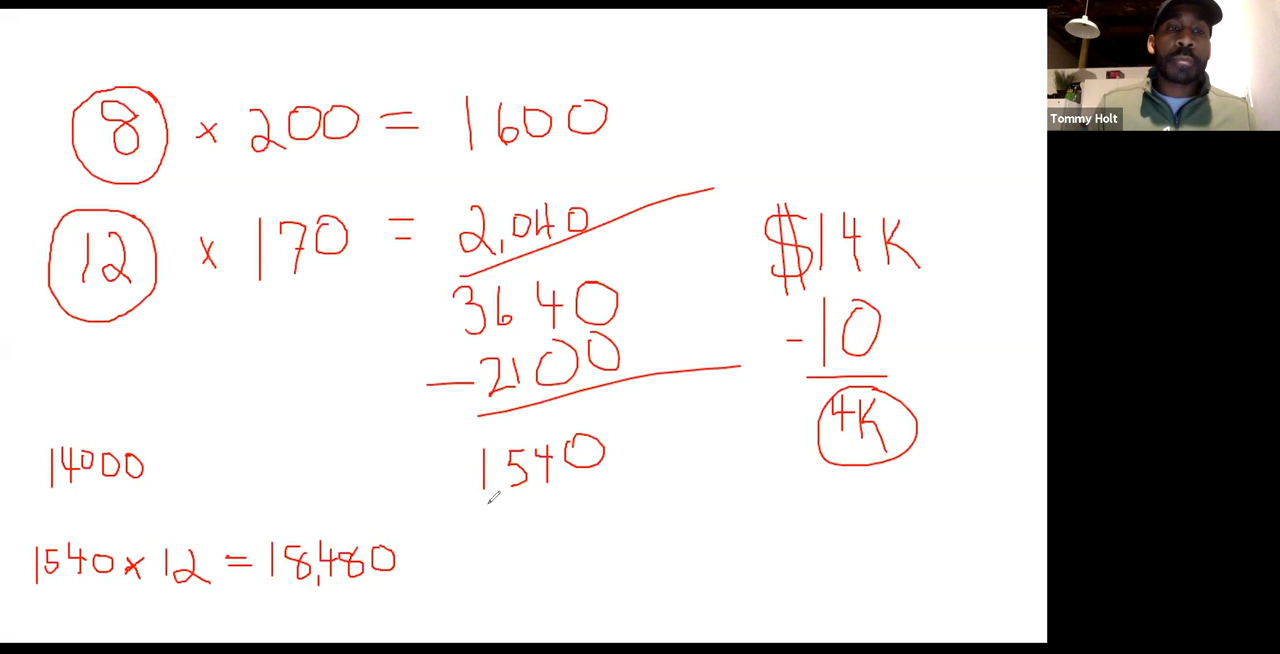 8 × 200 = 1600
12 × 170 = 2,040
3640
- 2100
1540
$14K
- 10
4K
14000
1540 × 12 = 18,480
Tommy Holt